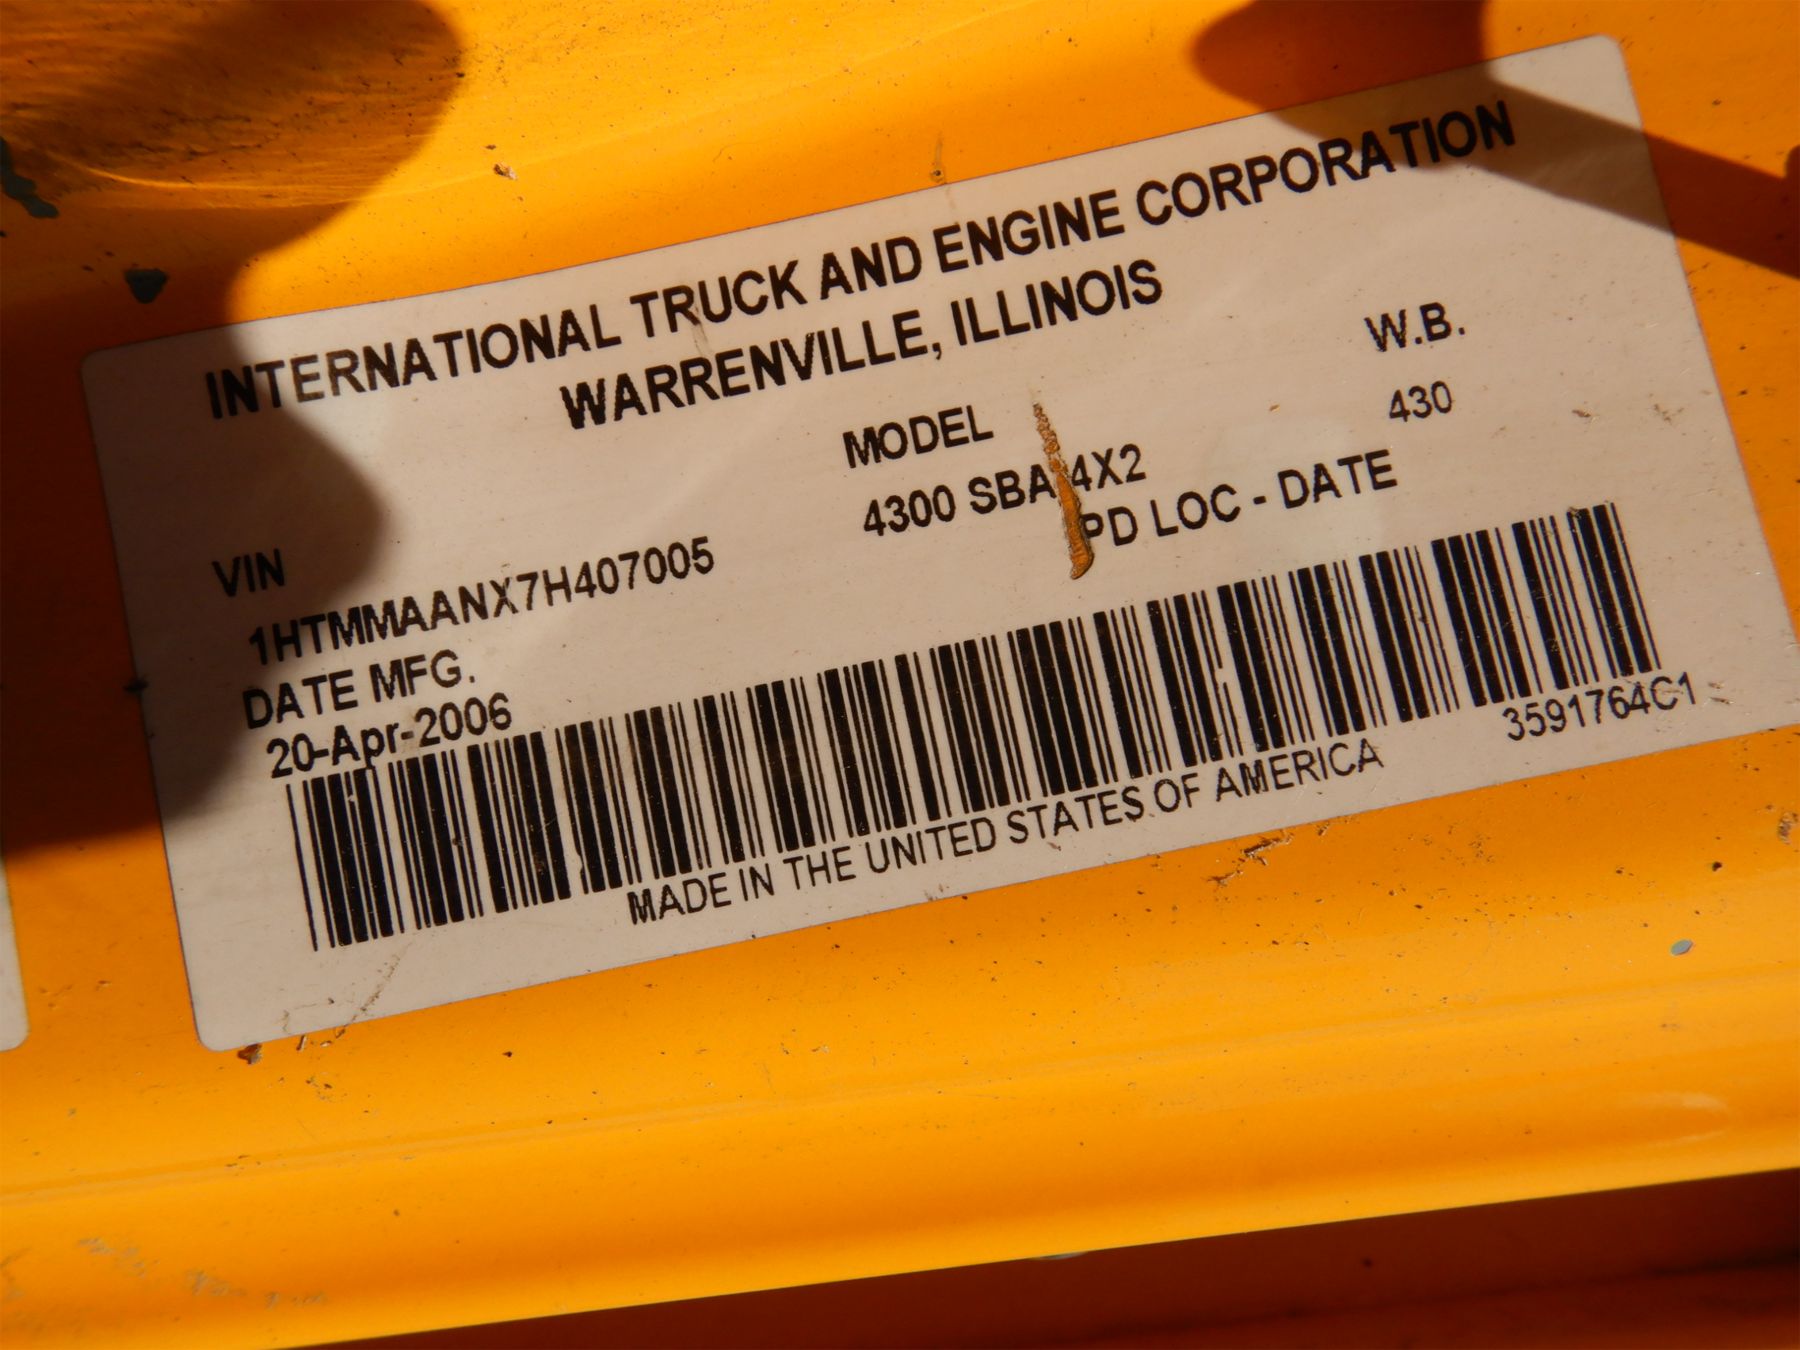 INTERNATIONAL TRUCK AND ENGINE CORPORATION
WARRENVILLE, ILLINOIS
MODEL W.B.
4300 SBA 4X2 430
VIN PD LOC - DATE
1HTMMAANX7H407005
DATE MFG.
20-Apr-2006
MADE IN THE UNITED STATES OF AMERICA 3591764C1